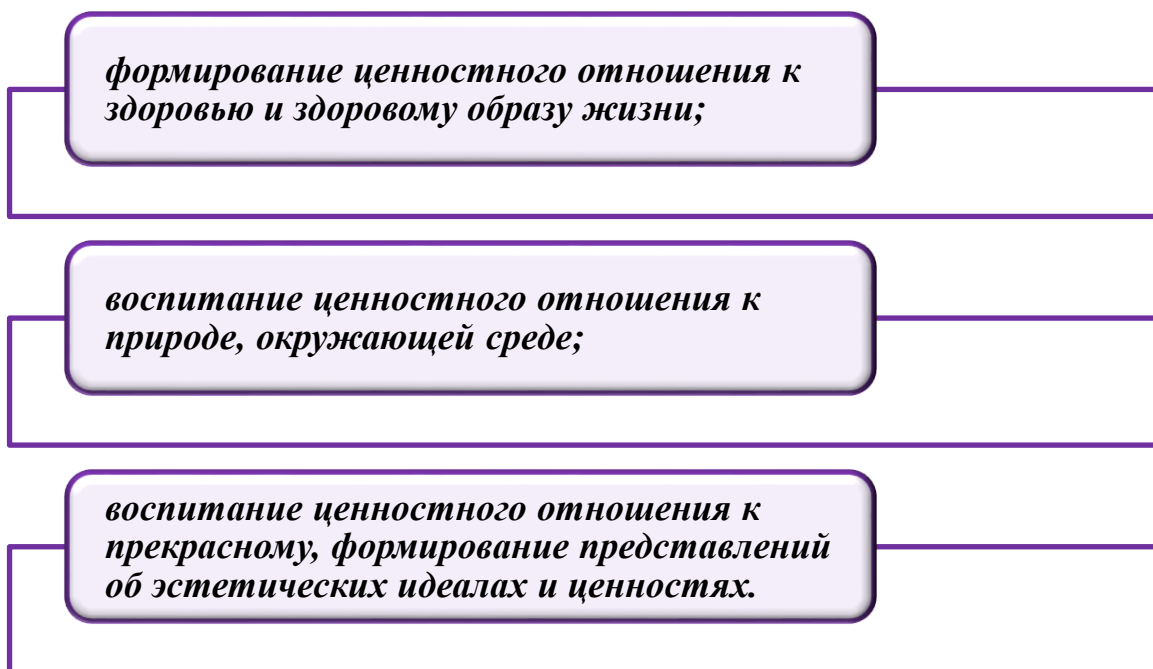 формирование ценностного отношения к
здоровью и здоровому образу жизни;
воспитание ценностного отношения к
природе, окружающей среде;
воспитание ценностного отношения к
прекрасному, формирование представлений
об эстетических идеалах и ценностях.